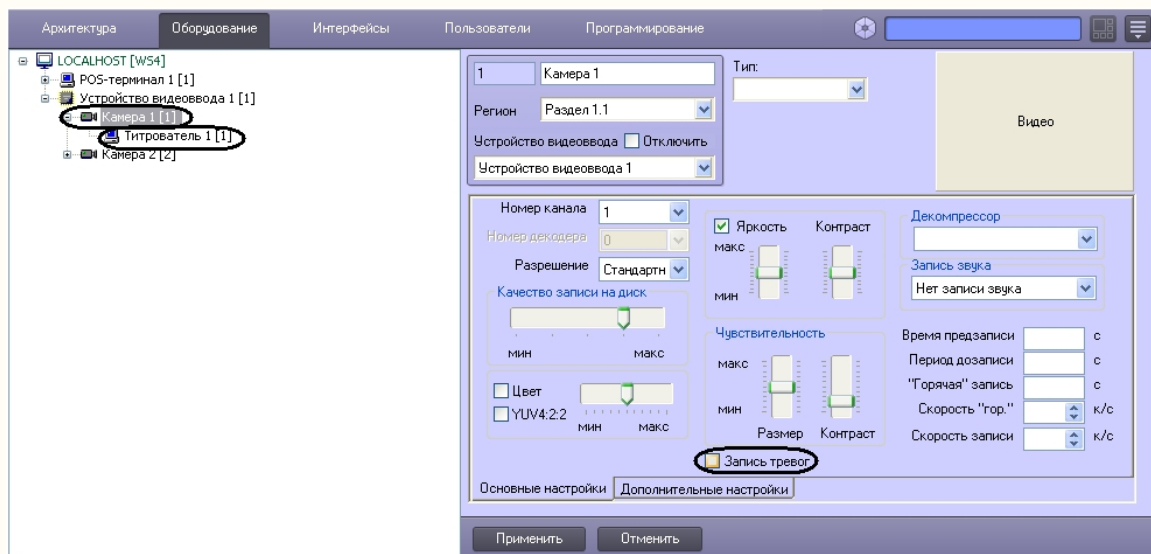 Архитектура Оборудование Интерфейсы Пользователи Программирование
LOCALHOST [WS4]
POS-терминал 1 [1]
Устройство видеоввода 1 [1]
Камера 1 [1]
Титрователь 1 [1]
Камера 2 [2]
1 Камера 1
Тип:
Регион Раздел 1.1
Устройство видеоввода Отключить
Устройство видеоввода 1
Видео
Номер канала 1
Номер декодера 0
Разрешение Стандартн
Качество записи на диск
мин макс
Цвет
YUV4:2:2
мин макс
Яркость Контраст
макс
мин
Чувствительность
макс
мин
Размер Контраст
Запись тревог
Декомпрессор
Запись звука
Нет записи звука
Время предзаписи с
Период дозаписи с
"Горячая" запись с
Скорость "гор." к/с
Скорость записи к/с
Основные настройки Дополнительные настройки
Применить Отменить